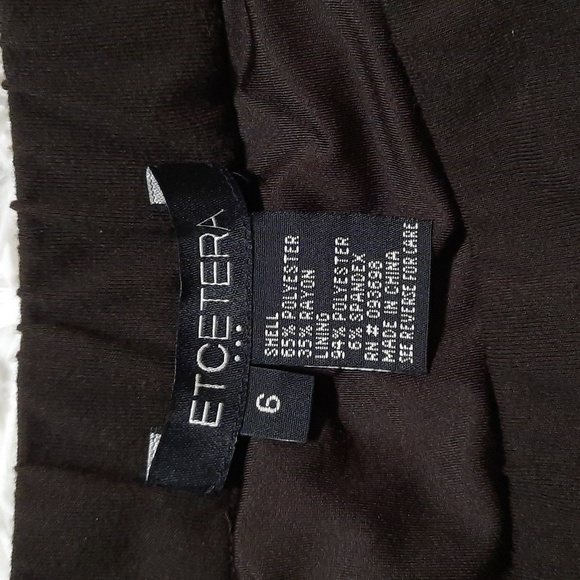 ETCETERA
...
6
SHELL
65% POLYESTER
35% RAYON
LINING
94% POLYESTER
6% SPANDEX
RN # 093698
MADE IN CHINA
SEE REVERSE FOR CARE